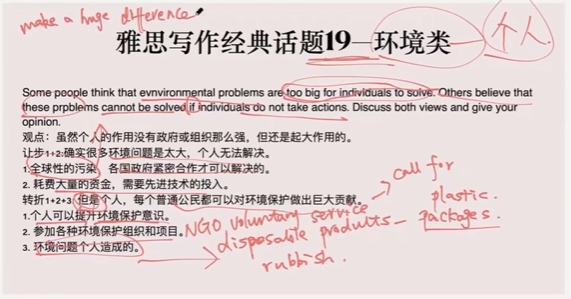 make a huge difference
雅思写作经典话题19—环境类
个人
Some people think that evnvironmental problems are too big for individuals to solve. Others believe that
these prpblems cannot be solved if individuals do not take actions. Discuss both views and give your
opinion.
观点：虽然个人的作用没有政府或组织那么强，但还是起大作用的。
让步1+2:确实很多环境问题是太大，个人无法解决。
1.全球性的污染，各国政府紧密合作才可以解决的。
2. 耗费大量的资金，需要先进技术的投入。
转折1+2+3:但是个人，每个普通公民都可以对环境保护做出巨大贡献。
1.个人可以提升环境保护意识。
2. 参加各种环境保护组织和项目。
3. 环境问题个人造成的。
NGO voluntary service
disposable products —
rubbish.
call for
plastic.
packages.